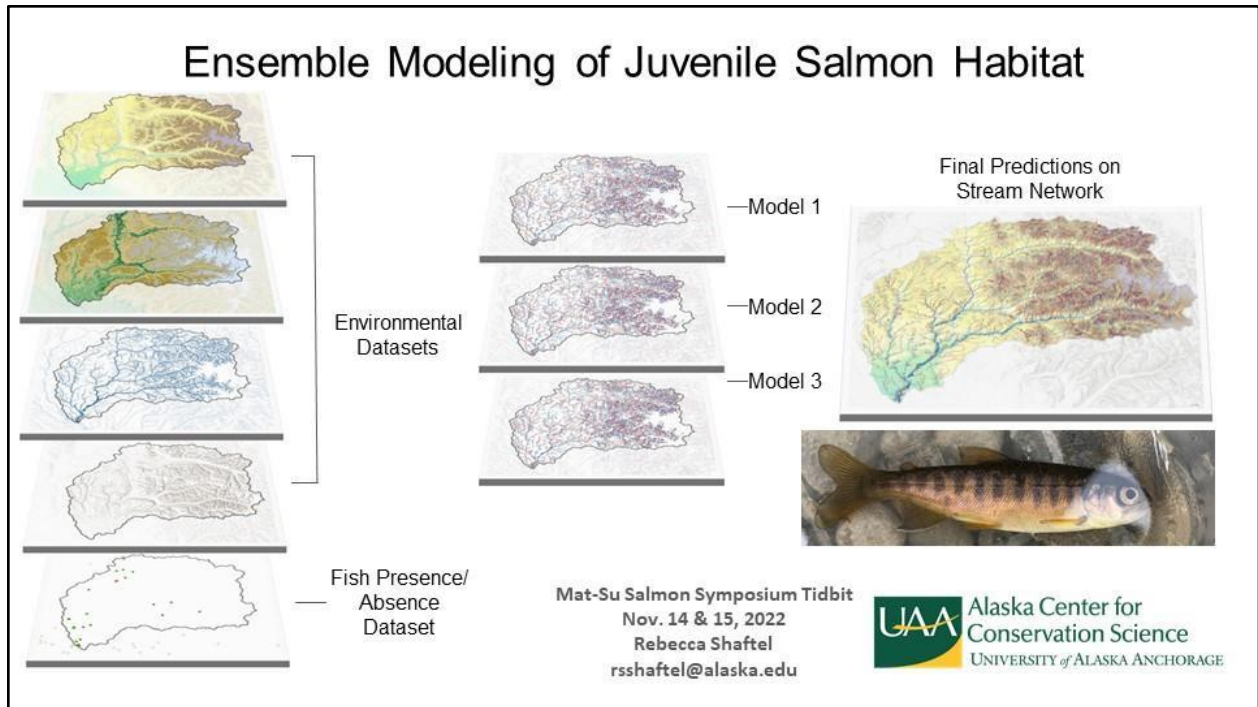 Ensemble Modeling of Juvenile Salmon Habitat
Environmental
Datasets
Fish Presence/
Absence
Dataset
Model 1
Model 2
Model 3
Final Predictions on
Stream Network
Mat-Su Salmon Symposium Tidbit
Nov. 14 & 15, 2022
Rebecca Shaftel
rsshaftel@alaska.edu
UAA
Alaska Center for
Conservation Science
UNIVERSITY of ALASKA ANCHORAGE